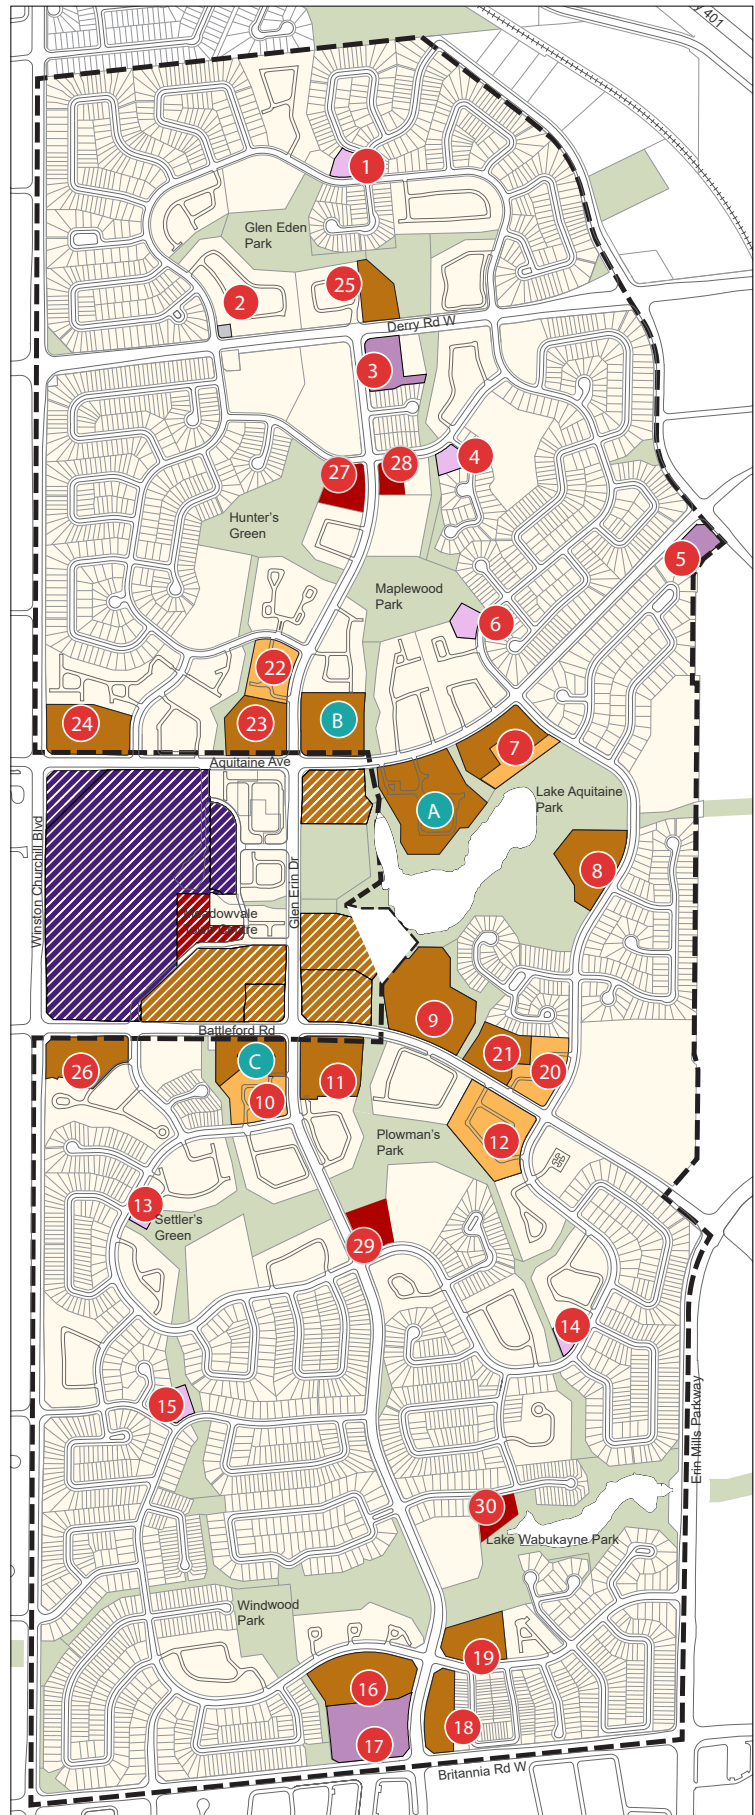 y 401
1
Glen Eden
Park
25
2
Derry Rd W
3
28
4
27
Hunter's
Green
5
Maplewood
Park
6
22
24
23
B
7
Aquitaine Ave
Lake Aquitaine
Park
A
Winston Churchill Blvd
8
Glen Erin Dr
Meadowvale
Town Centre
9
Battleford Rd
21
C
26
11
20
10
12
Plowman's
Park
13
Settler's
Green
29
14
Erin Mills Parkway
15
30
Lake Wabukayne Park
Windwood
Park
19
16
18
17
Britannia Rd W